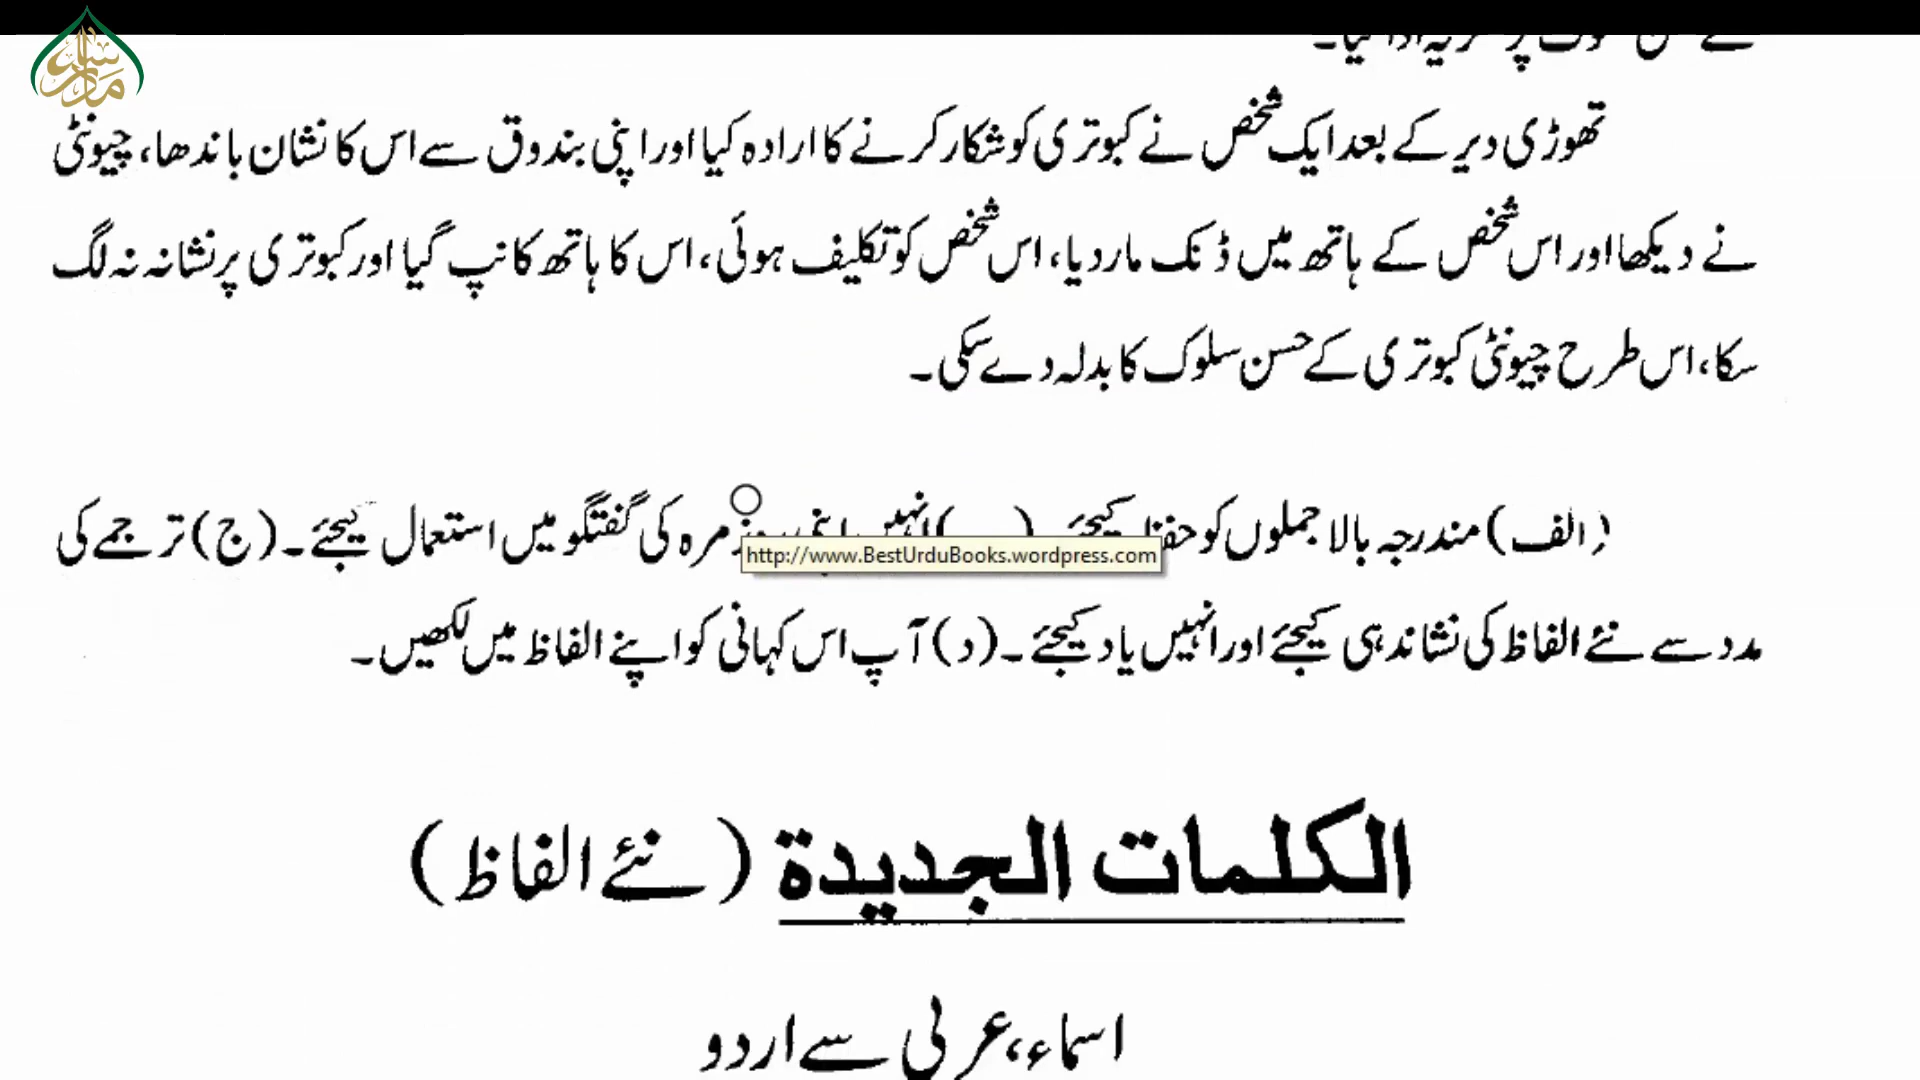 تھوڑی دیر کے بعد ایک شخص نے کبوتری کو شکار کرنے کا ارادہ کیا اور اپنی بندوق سے اس کا نشان باندھا، چیونٹی
نے دیکھا اور اس شخص کے ہاتھ میں ڈنک مار دیا، اس شخص کو تکلیف ہوئی، اس کا ہاتھ کانپ گیا اور کبوتری پر نشانہ نہ لگ
سکا، اس طرح چیونٹی کبوتری کے حسن سلوک کا بدلہ دے سکی۔
(الف) مندرجہ بالا جملوں کو حفظ کیجئے انہیں اپنی روز مرہ کی گفتگو میں استعمال کیجئے۔ (ج) ترجمے کی
http://www.BestUrduBooks.wordpress.com
مدد سے نئے الفاظ کی نشاندہی کیجئے اور انہیں یاد کیجئے۔ (د) آپ اس کہانی کو اپنے الفاظ میں لکھیں۔
الكلمات الجديدة (نئے الفاظ)
اسماء، عربی سے اردو